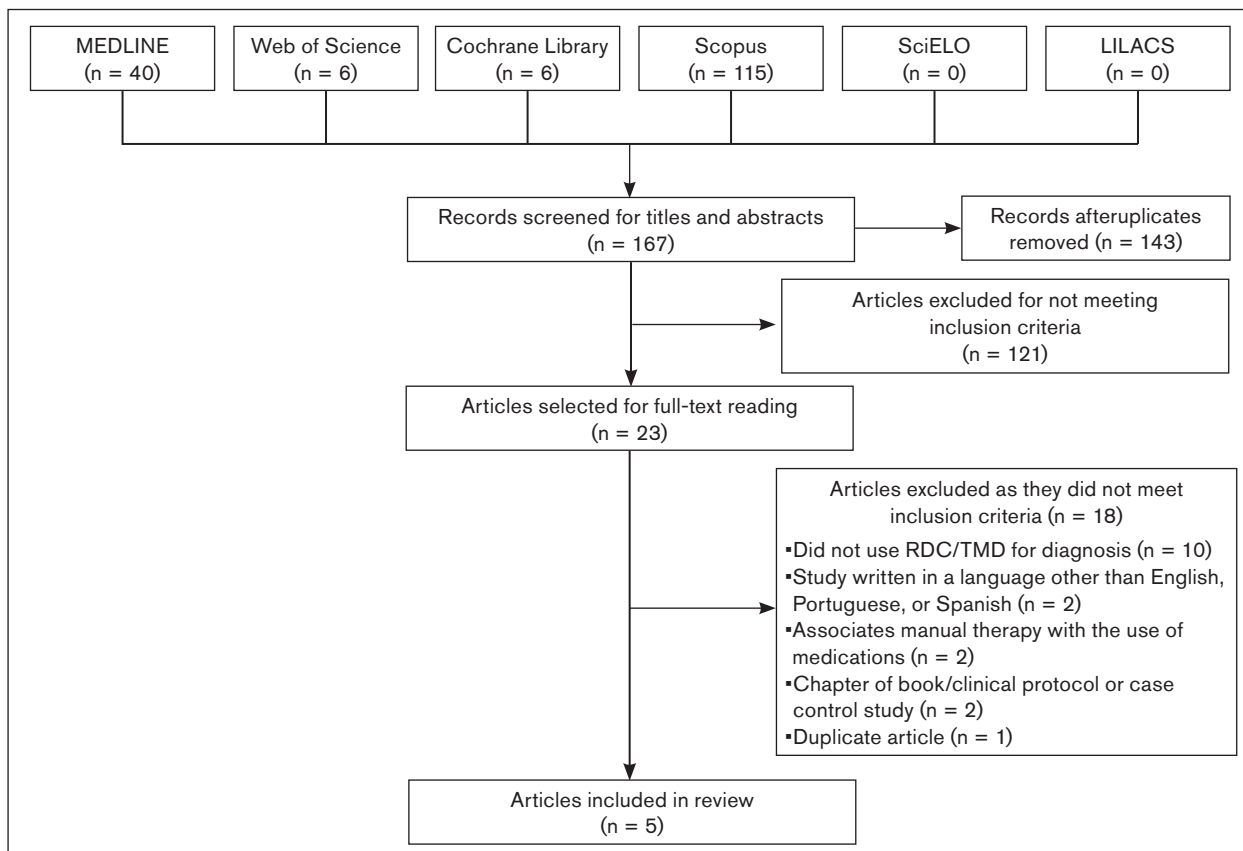 MEDLINE
(n = 40)
Web of Science
(n = 6)
Cochrane Library
(n = 6)
Scopus
(n = 115)
SciELO
(n = 0)
LILACS
(n = 0)
Records screened for titles and abstracts
(n = 167)
Records afteruplicates
removed (n = 143)
Articles excluded for not meeting
inclusion criteria
(n = 121)
Articles selected for full-text reading
(n = 23)
Articles excluded as they did not meet
inclusion criteria (n = 18)
▪Did not use RDC/TMD for diagnosis (n = 10)
▪Study written in a language other than English,
Portuguese, or Spanish (n = 2)
▪Associates manual therapy with the use of
medications (n = 2)
▪Chapter of book/clinical protocol or case
control study (n = 2)
▪Duplicate article (n = 1)
Articles included in review
(n = 5)